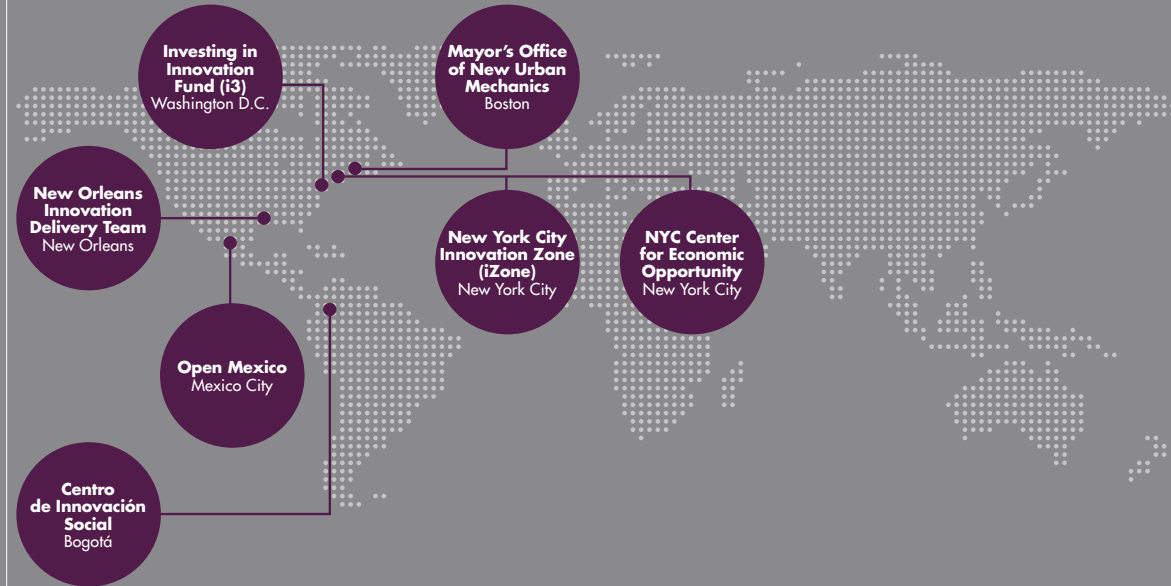 Investing in
Innovation
Fund (i3)
Washington D.C.
Mayor’s Office
of New Urban
Mechanics
Boston
New Orleans
Innovation
Delivery Team
New Orleans
New York City
Innovation Zone
(iZone)
New York City
NYC Center
for Economic
Opportunity
New York City
Open Mexico
Mexico City
Centro
de Innovación
Social
Bogotá